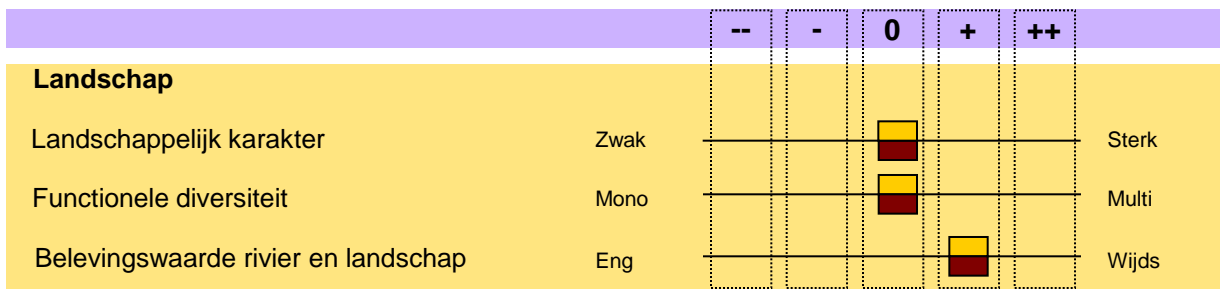 -- - 0 + ++
Landschap
Landschappelijk karakter Zwak Sterk
Functionele diversiteit Mono Multi
Belevingswaarde rivier en landschap Eng Wijds